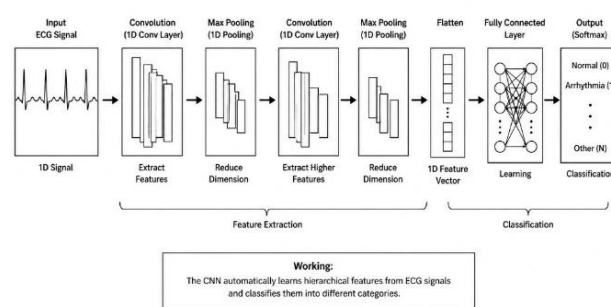 Input
ECG Signal
Convolution
(1D Conv Layer)
Max Pooling
(1D Pooling)
Convolution
(1D Conv Layer)
Max Pooling
(1D Pooling)
Flatten
Fully Connected
Layer
Output
(Softmax)
Normal (0)
Arrhythmia (
Other (N)
1D Signal
Extract
Features
Reduce
Dimension
Extract Higher
Features
Reduce
Dimension
1D Feature
Vector
Learning
Classification
Feature Extraction
Classification
Working:
The CNN automatically learns hierarchical features from ECG signals
and classifies them into different categories.